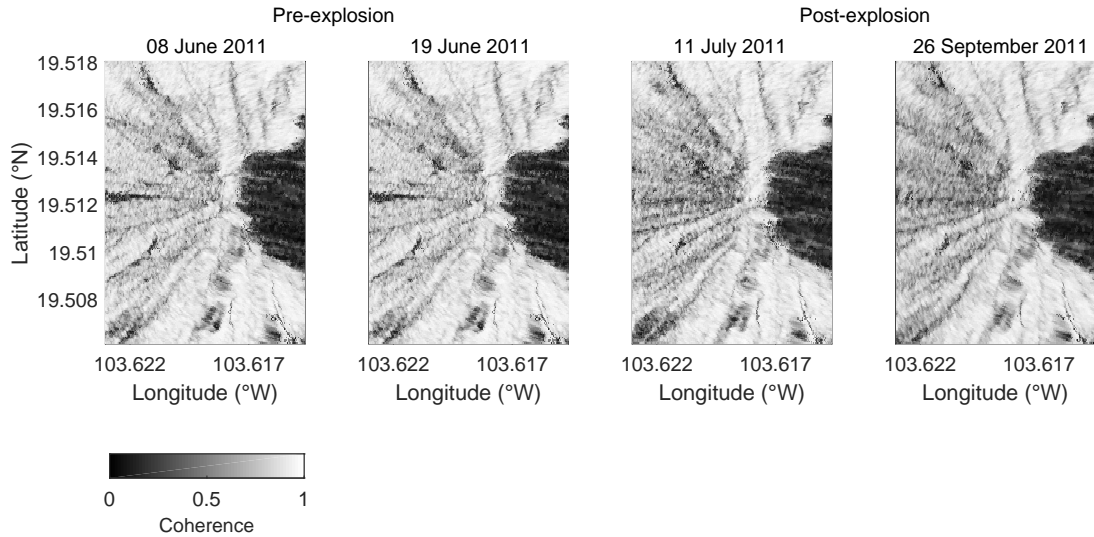 Pre-explosion Post-explosion
08 June 2011 19 June 2011 11 July 2011 26 September 2011
19.518
19.516
19.514
19.512
19.51
19.508
Latitude (°N)
103.622 103.617 103.622 103.617 103.622 103.617 103.622 103.617
Longitude (°W) Longitude (°W) Longitude (°W) Longitude (°W)
0 0.5 1
Coherence